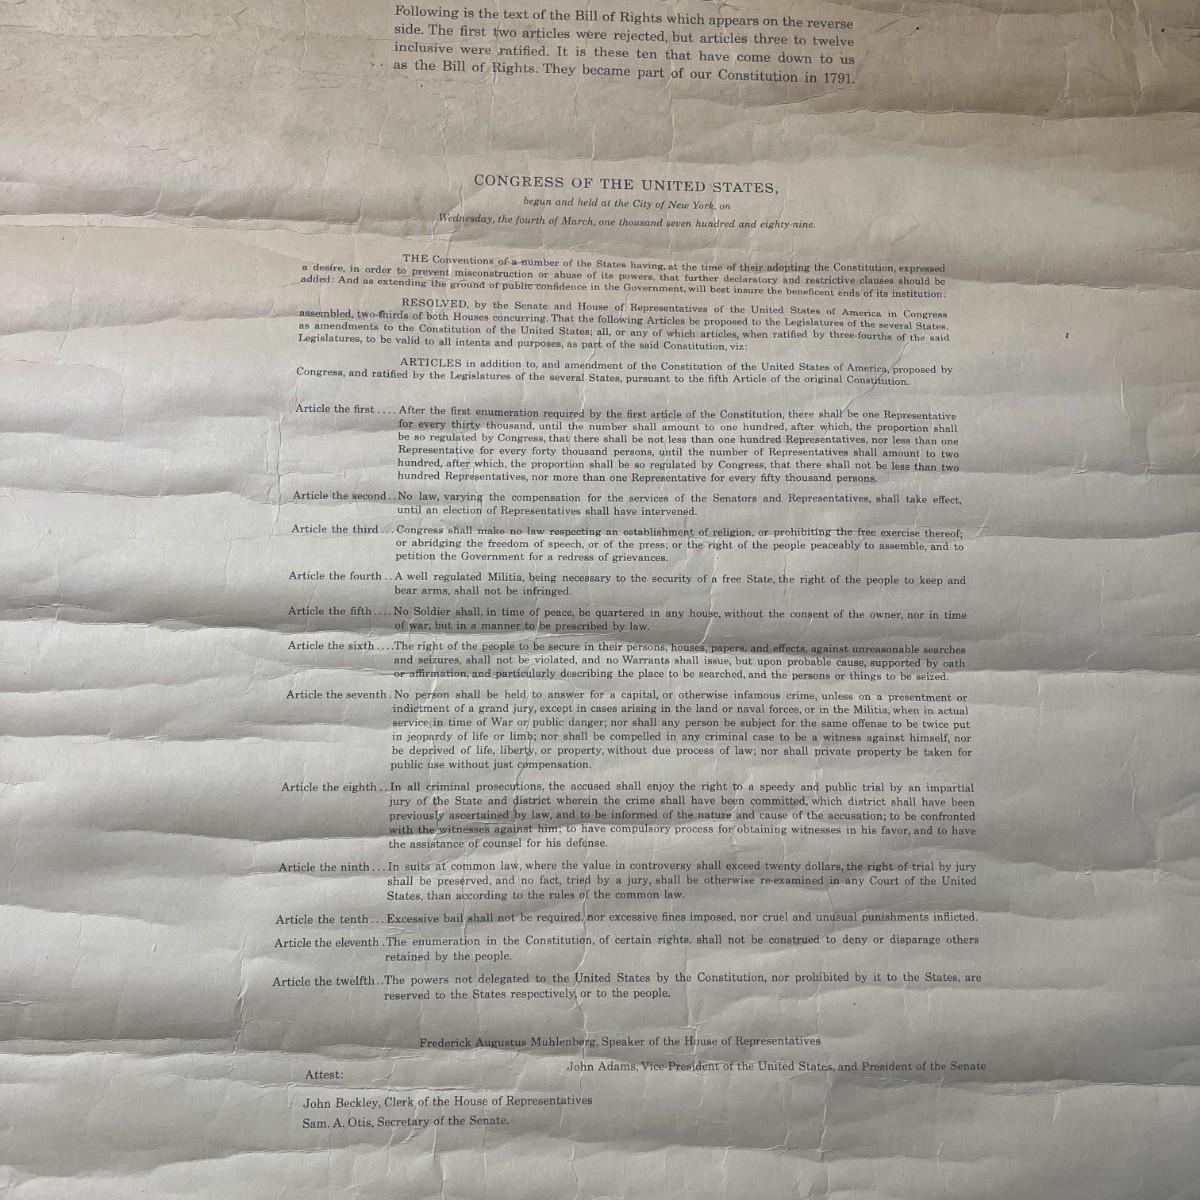 Following is the text of the Bill of Rights which appears on the reverse
side. The first two articles were rejected, but articles three to twelve
inclusive were ratified. It is these ten that have come down to us
as the Bill of Rights. They became part of our Constitution in 1791.
CONGRESS OF THE UNITED STATES,
begun and held at the City of New York, on
Wednesday, the fourth of March, one thousand seven hundred and eighty-nine.
THE Conventions of a number of the States having, at the time of their adopting the Constitution, expressed
a desire, in order to prevent misconstruction or abuse of its powers, that further declaratory and restrictive clauses should be
added: And as extending the ground of public confidence in the Government, will best insure the beneficent ends of its institution:
RESOLVED, by the Senate and House of Representatives of the United States of America in Congress
assembled, two-thirds of both Houses concurring. That the following Articles be proposed to the Legislatures of the several States,
as amendments to the Constitution of the United States; all, or any of which articles, when ratified by three-fourths of the said
Legislatures, to be valid to all intents and purposes, as part of the said Constitution, viz:
ARTICLES in addition to, and amendment of the Constitution of the United States of America, proposed by
Congress, and ratified by the Legislatures of the several States, pursuant to the fifth Article of the original Constitution.
Article the first .... After the first enumeration required by the first article of the Constitution, there shall be one Representative
for every thirty thousand, until the number shall amount to one hundred, after which, the proportion shall
be so regulated by Congress, that there shall be not less than one hundred Representatives, nor less than one
Representative for every forty thousand persons, until the number of Representatives shall amount to two
hundred, after which, the proportion shall be so regulated by Congress, that there shall not be less than two
hundred Representatives, nor more than one Representative for every fifty thousand persons.
Article the second .. No law, varying the compensation for the services of the Senators and Representatives, shall take effect,
until an election of Representatives shall have intervened.
Article the third ... Congress shall make no law respecting an establishment of religion, or prohibiting the free exercise thereof;
or abridging the freedom of speech, or of the press; or the right of the people peaceably to assemble, and to
petition the Government for a redress of grievances.
Article the fourth .. A well regulated Militia, being necessary to the security of a free State, the right of the people to keep and
bear arms, shall not be infringed.
Article the fifth .... No Soldier shall, in time of peace, be quartered in any house, without the consent of the owner, nor in time
of war, but in a manner to be prescribed by law.
Article the sixth .... The right of the people to be secure in their persons, houses, papers, and effects, against unreasonable searches
and seizures, shall not be violated, and no Warrants shall issue, but upon probable cause, supported by oath
or affirmation, and particularly describing the place to be searched, and the persons or things to be seized.
Article the seventh . No person shall be held to answer for a capital, or otherwise infamous crime, unless on a presentment or
indictment of a grand jury, except in cases arising in the land or naval forces, or in the Militia, when in actual
service in time of War or public danger; nor shall any person be subject for the same offense to be twice put
in jeopardy of life or limb; nor shall be compelled in any criminal case to be a witness against himself, nor
be deprived of life, liberty, or property, without due process of law; nor shall private property be taken for
public use without just compensation.
Article the eighth .. In all criminal prosecutions, the accused shall enjoy the right to a speedy and public trial by an impartial
jury of the State and district wherein the crime shall have been committed, which district shall have been
previously ascertained by law, and to be informed of the nature and cause of the accusation; to be confronted
with the witnesses against him; to have compulsory process for obtaining witnesses in his favor, and to have
the assistance of counsel for his defense.
Article the ninth ... In suits at common law, where the value in controversy shall exceed twenty dollars, the right of trial by jury
shall be preserved, and no fact, tried by a jury, shall be otherwise re-examined in any Court of the United
States, than according to the rules of the common law.
Article the tenth ... Excessive bail shall not be required, nor excessive fines imposed, nor cruel and unusual punishments inflicted.
Article the eleventh . The enumeration in the Constitution, of certain rights, shall not be construed to deny or disparage others
retained by the people.
Article the twelfth .. The powers not delegated to the United States by the Constitution, nor prohibited by it to the States, are
reserved to the States respectively, or to the people.
Frederick Augustus Muhlenberg, Speaker of the House of Representatives
John Adams, Vice-President of the United States, and President of the Senate
Attest:
John Beckley, Clerk of the House of Representatives
Sam. A. Otis, Secretary of the Senate.